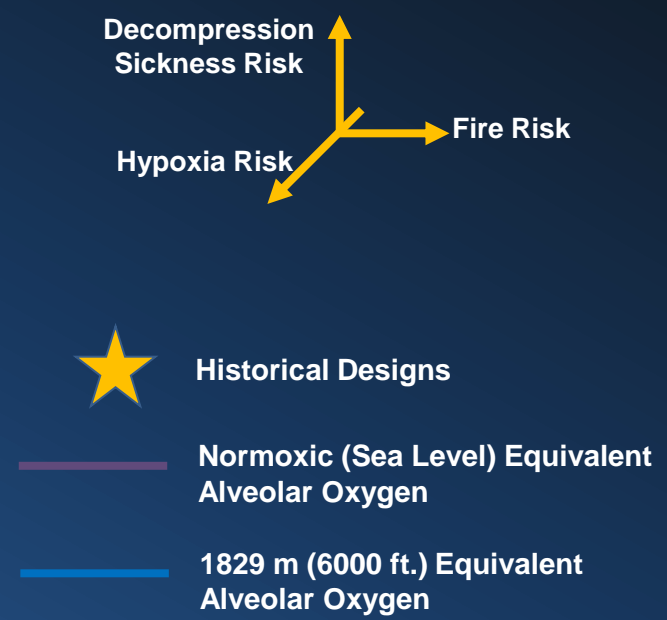 Decompression
Sickness Risk
Fire Risk
Hypoxia Risk
Historical Designs
Normoxic (Sea Level) Equivalent
Alveolar Oxygen
1829 m (6000 ft.) Equivalent
Alveolar Oxygen